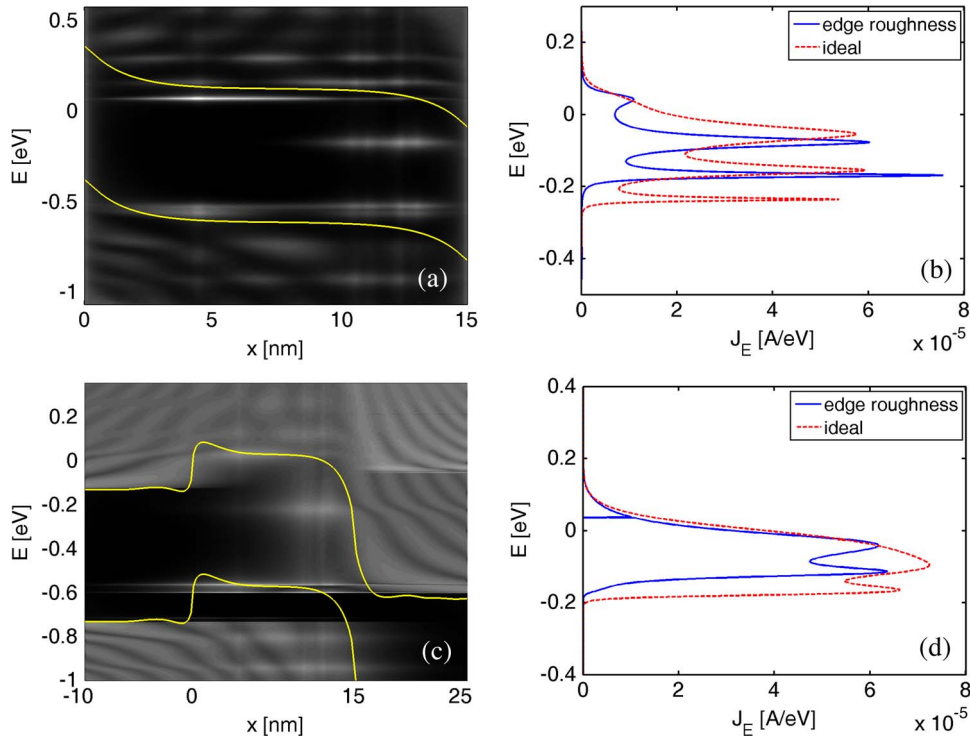 0.5
0
-0.5
-1
E [eV]
0 5 10 15
x [nm]
(a)
edge roughness
ideal
0.2
0
-0.2
-0.4
E [eV]
0 2 4 6 8
x 10^-5
J_E [A/eV]
(b)
0.2
0
-0.2
-0.4
-0.6
-0.8
-1
E [eV]
-10 0 15 25
x [nm]
(c)
edge roughness
ideal
0.4
0.2
0
-0.2
-0.4
E [eV]
0 2 4 6 8
x 10^-5
J_E [A/eV]
(d)